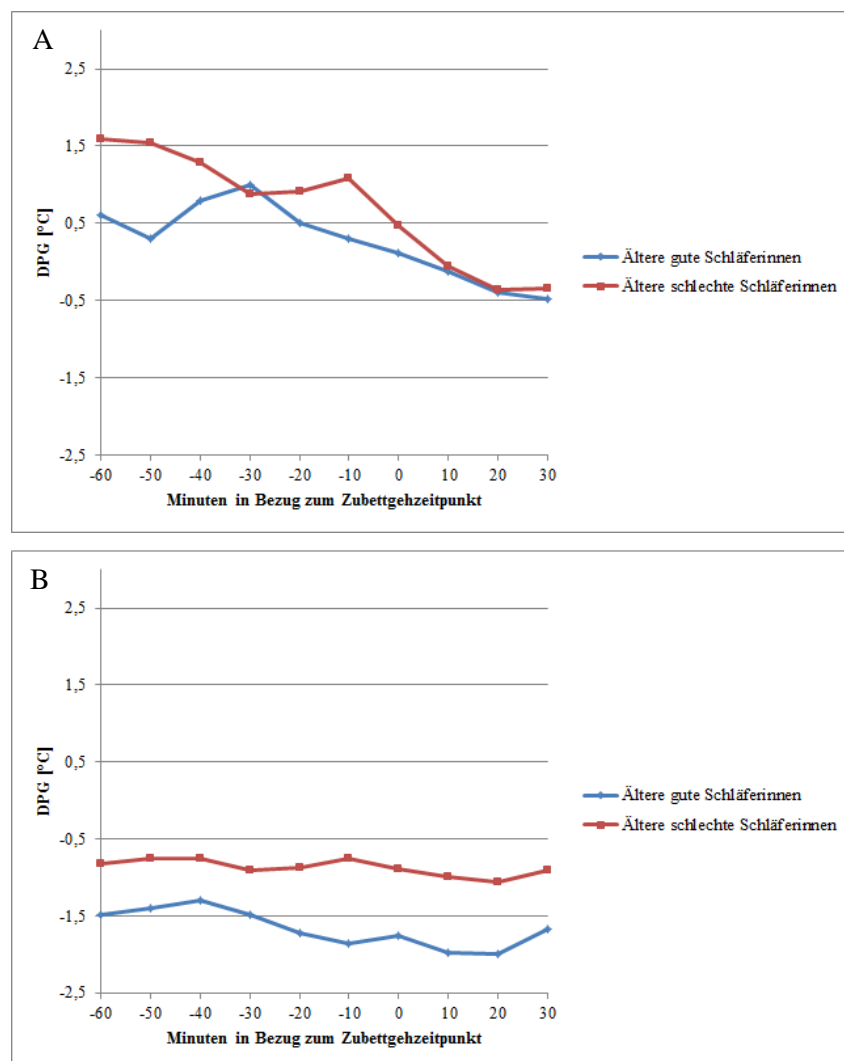 A
2,5
1,5
0,5
-0,5
-1,5
-2,5
DPG [°C]
-60 -50 -40 -30 -20 -10 0 10 20 30
Minuten in Bezug zum Zubettgehzeitpunkt
Ältere gute Schläferinnen
Ältere schlechte Schläferinnen
B
2,5
1,5
0,5
-0,5
-1,5
-2,5
DPG [°C]
-60 -50 -40 -30 -20 -10 0 10 20 30
Minuten in Bezug zum Zubettgehzeitpunkt
Ältere gute Schläferinnen
Ältere schlechte Schläferinnen